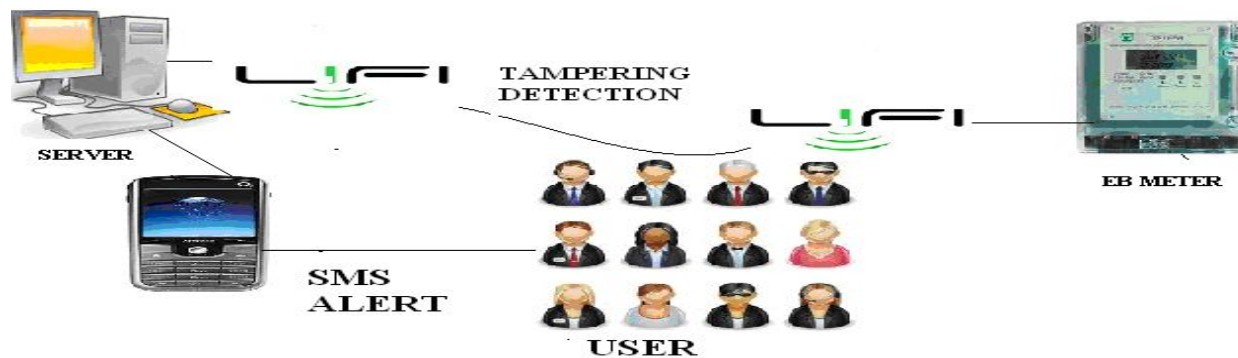 LiFi
TAMPERING
DETECTION
LiFi
SERVER
EB METER
SMS
ALERT
USER